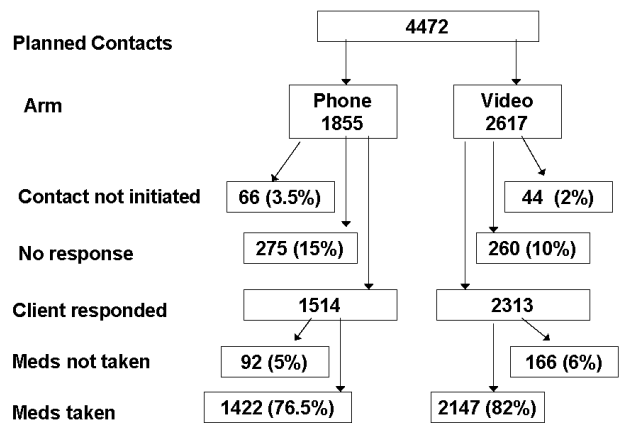 Planned Contacts
4472
Arm
Phone
1855
Video
2617
Contact not initiated
66 (3.5%)
44 (2%)
No response
275 (15%)
260 (10%)
Client responded
1514
2313
Meds not taken
92 (5%)
166 (6%)
Meds taken
1422 (76.5%)
2147 (82%)